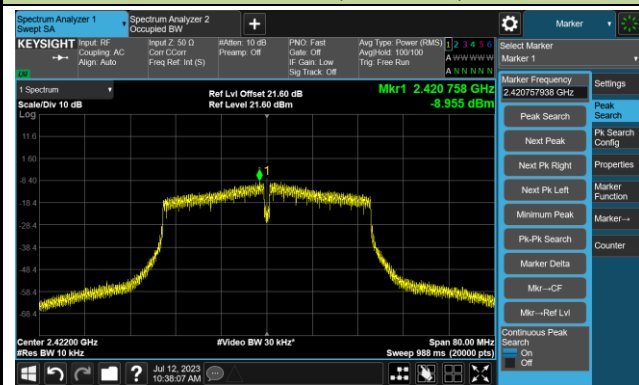 Spectrum Analyzer 1
Swept SA
Spectrum Analyzer 2
Occupied BW
Marker
KEYSIGHT
Input: RF
Coupling: AC
Align: Auto
Input Z: 50 Ω
Corr CCorr
Freq Ref: Int (S)
#Atten: 10 dB
Preamp: Off
PNO: Fast
Gate: Off
IF Gain: Low
Sig Track: Off
Avg Type: Power (RMS)
Avg|Hold: 100/100
Trig: Free Run
1 2 3 4 5 6
A W W W W W
A N N N N N
Select Marker
Marker 1
1 Spectrum
Scale/Div 10 dB
Log
Ref Lvl Offset 21.60 dB
Ref Level 21.60 dBm
Mkr1 2.420 758 GHz
-8.955 dBm
11.6
1.60
-8.40
-18.4
-28.4
-38.4
-48.4
-58.4
-68.4
1
Center 2.42200 GHz
#Res BW 10 kHz
#Video BW 30 kHz*
Span 80.00 MHz
Sweep 988 ms (20000 pts)
Marker Frequency
2.420757938 GHz
Peak Search
Next Peak
Next Pk Right
Next Pk Left
Minimum Peak
Pk-Pk Search
Marker Delta
Mkr→CF
Mkr→Ref Lvl
Continuous Peak
Search
On
Off
Settings
Peak
Search
Pk Search
Config
Properties
Marker
Function
Marker→
Counter
Jul 12, 2023
10:38:07 AM